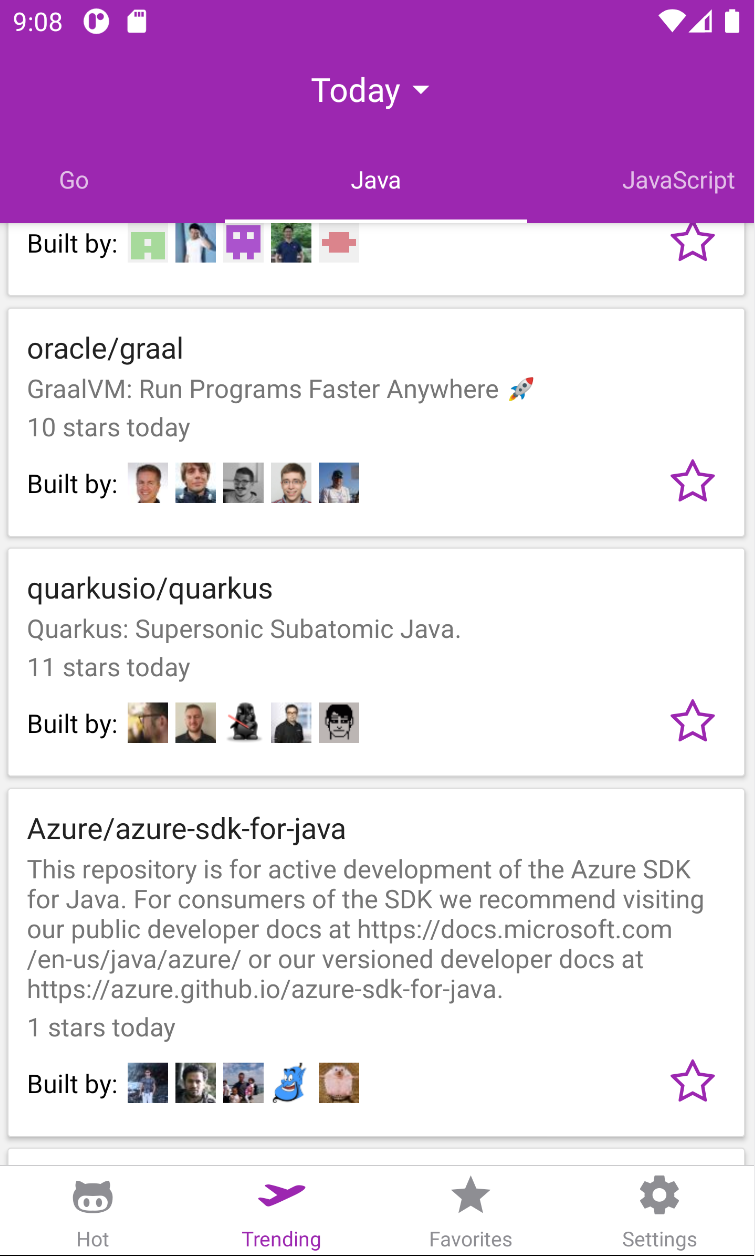 9:08
Today
Go
Java
JavaScript
Built by:
oracle/graal
GraalVM: Run Programs Faster Anywhere 🚀
10 stars today
Built by:
quarkusio/quarkus
Quarkus: Supersonic Subatomic Java.
11 stars today
Built by:
Azure/azure-sdk-for-java
This repository is for active development of the Azure SDK
for Java. For consumers of the SDK we recommend visiting
our public developer docs at https://docs.microsoft.com
/en-us/java/azure/ or our versioned developer docs at
https://azure.github.io/azure-sdk-for-java.
1 stars today
Built by:
Hot
Trending
Favorites
Settings